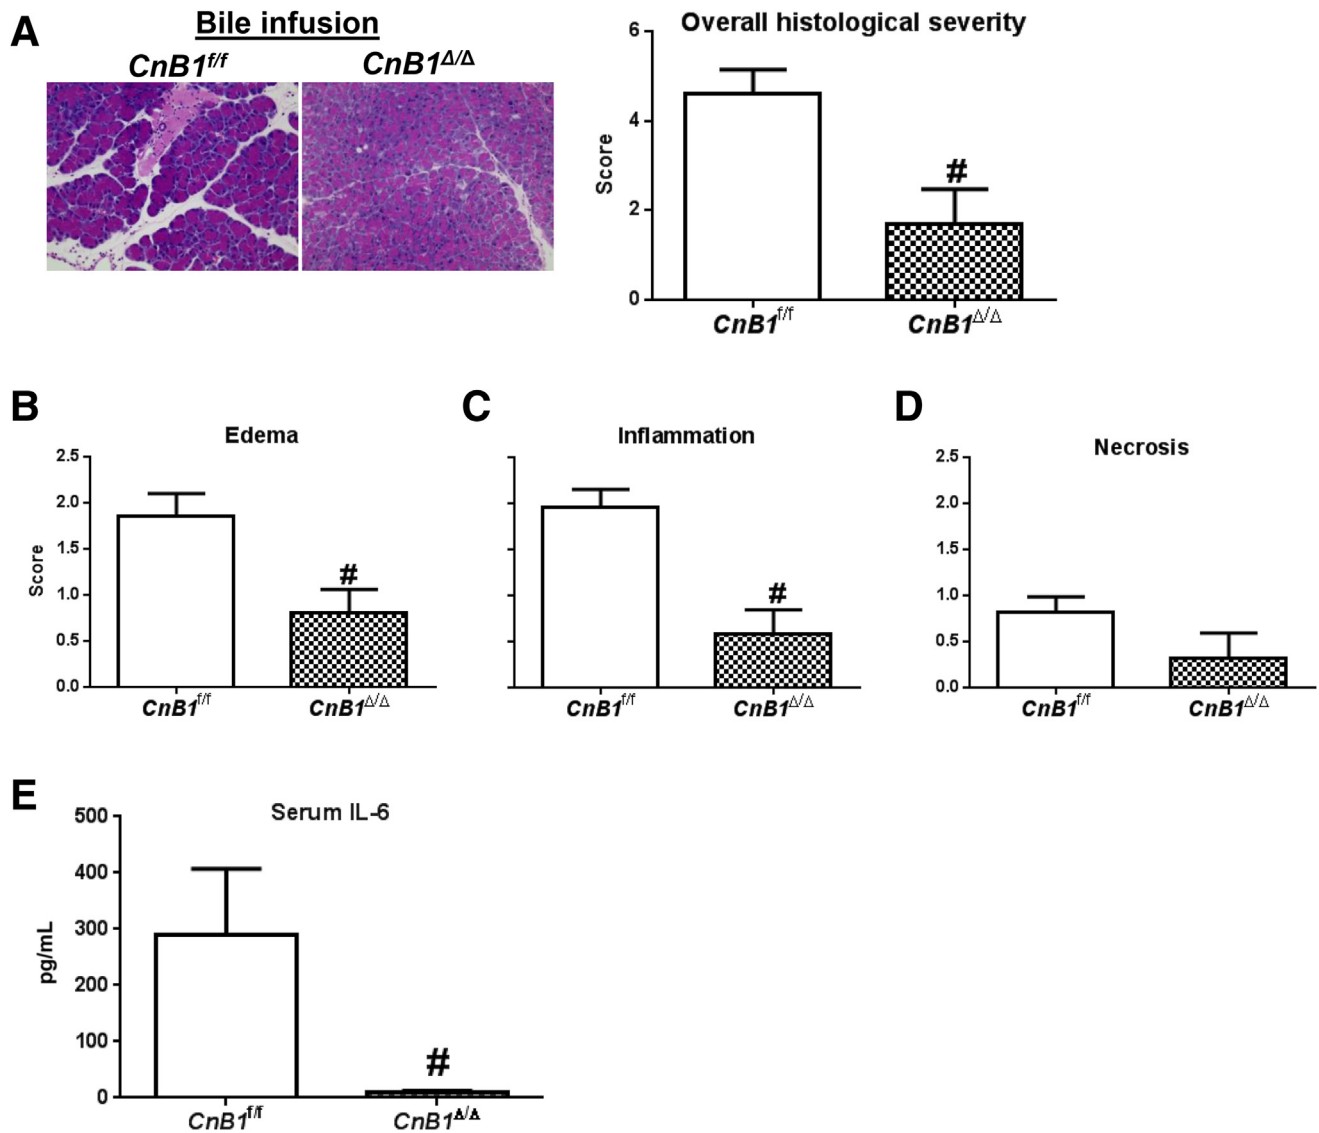 A
Bile infusion
CnB1f/f
CnB1Δ/Δ
Overall histological severity
6
4
2
0
Score
#
CnB1f/f
CnB1Δ/Δ
B
Edema
2.5
2.0
1.5
1.0
0.5
0.0
Score
#
CnB1f/f
CnB1Δ/Δ
C
Inflammation
#
CnB1f/f
CnB1Δ/Δ
D
Necrosis
2.5
2.0
1.5
1.0
0.5
0.0
CnB1f/f
CnB1Δ/Δ
E
Serum IL-6
500
400
300
200
100
0
pg/mL
#
CnB1f/f
CnB1Δ/Δ